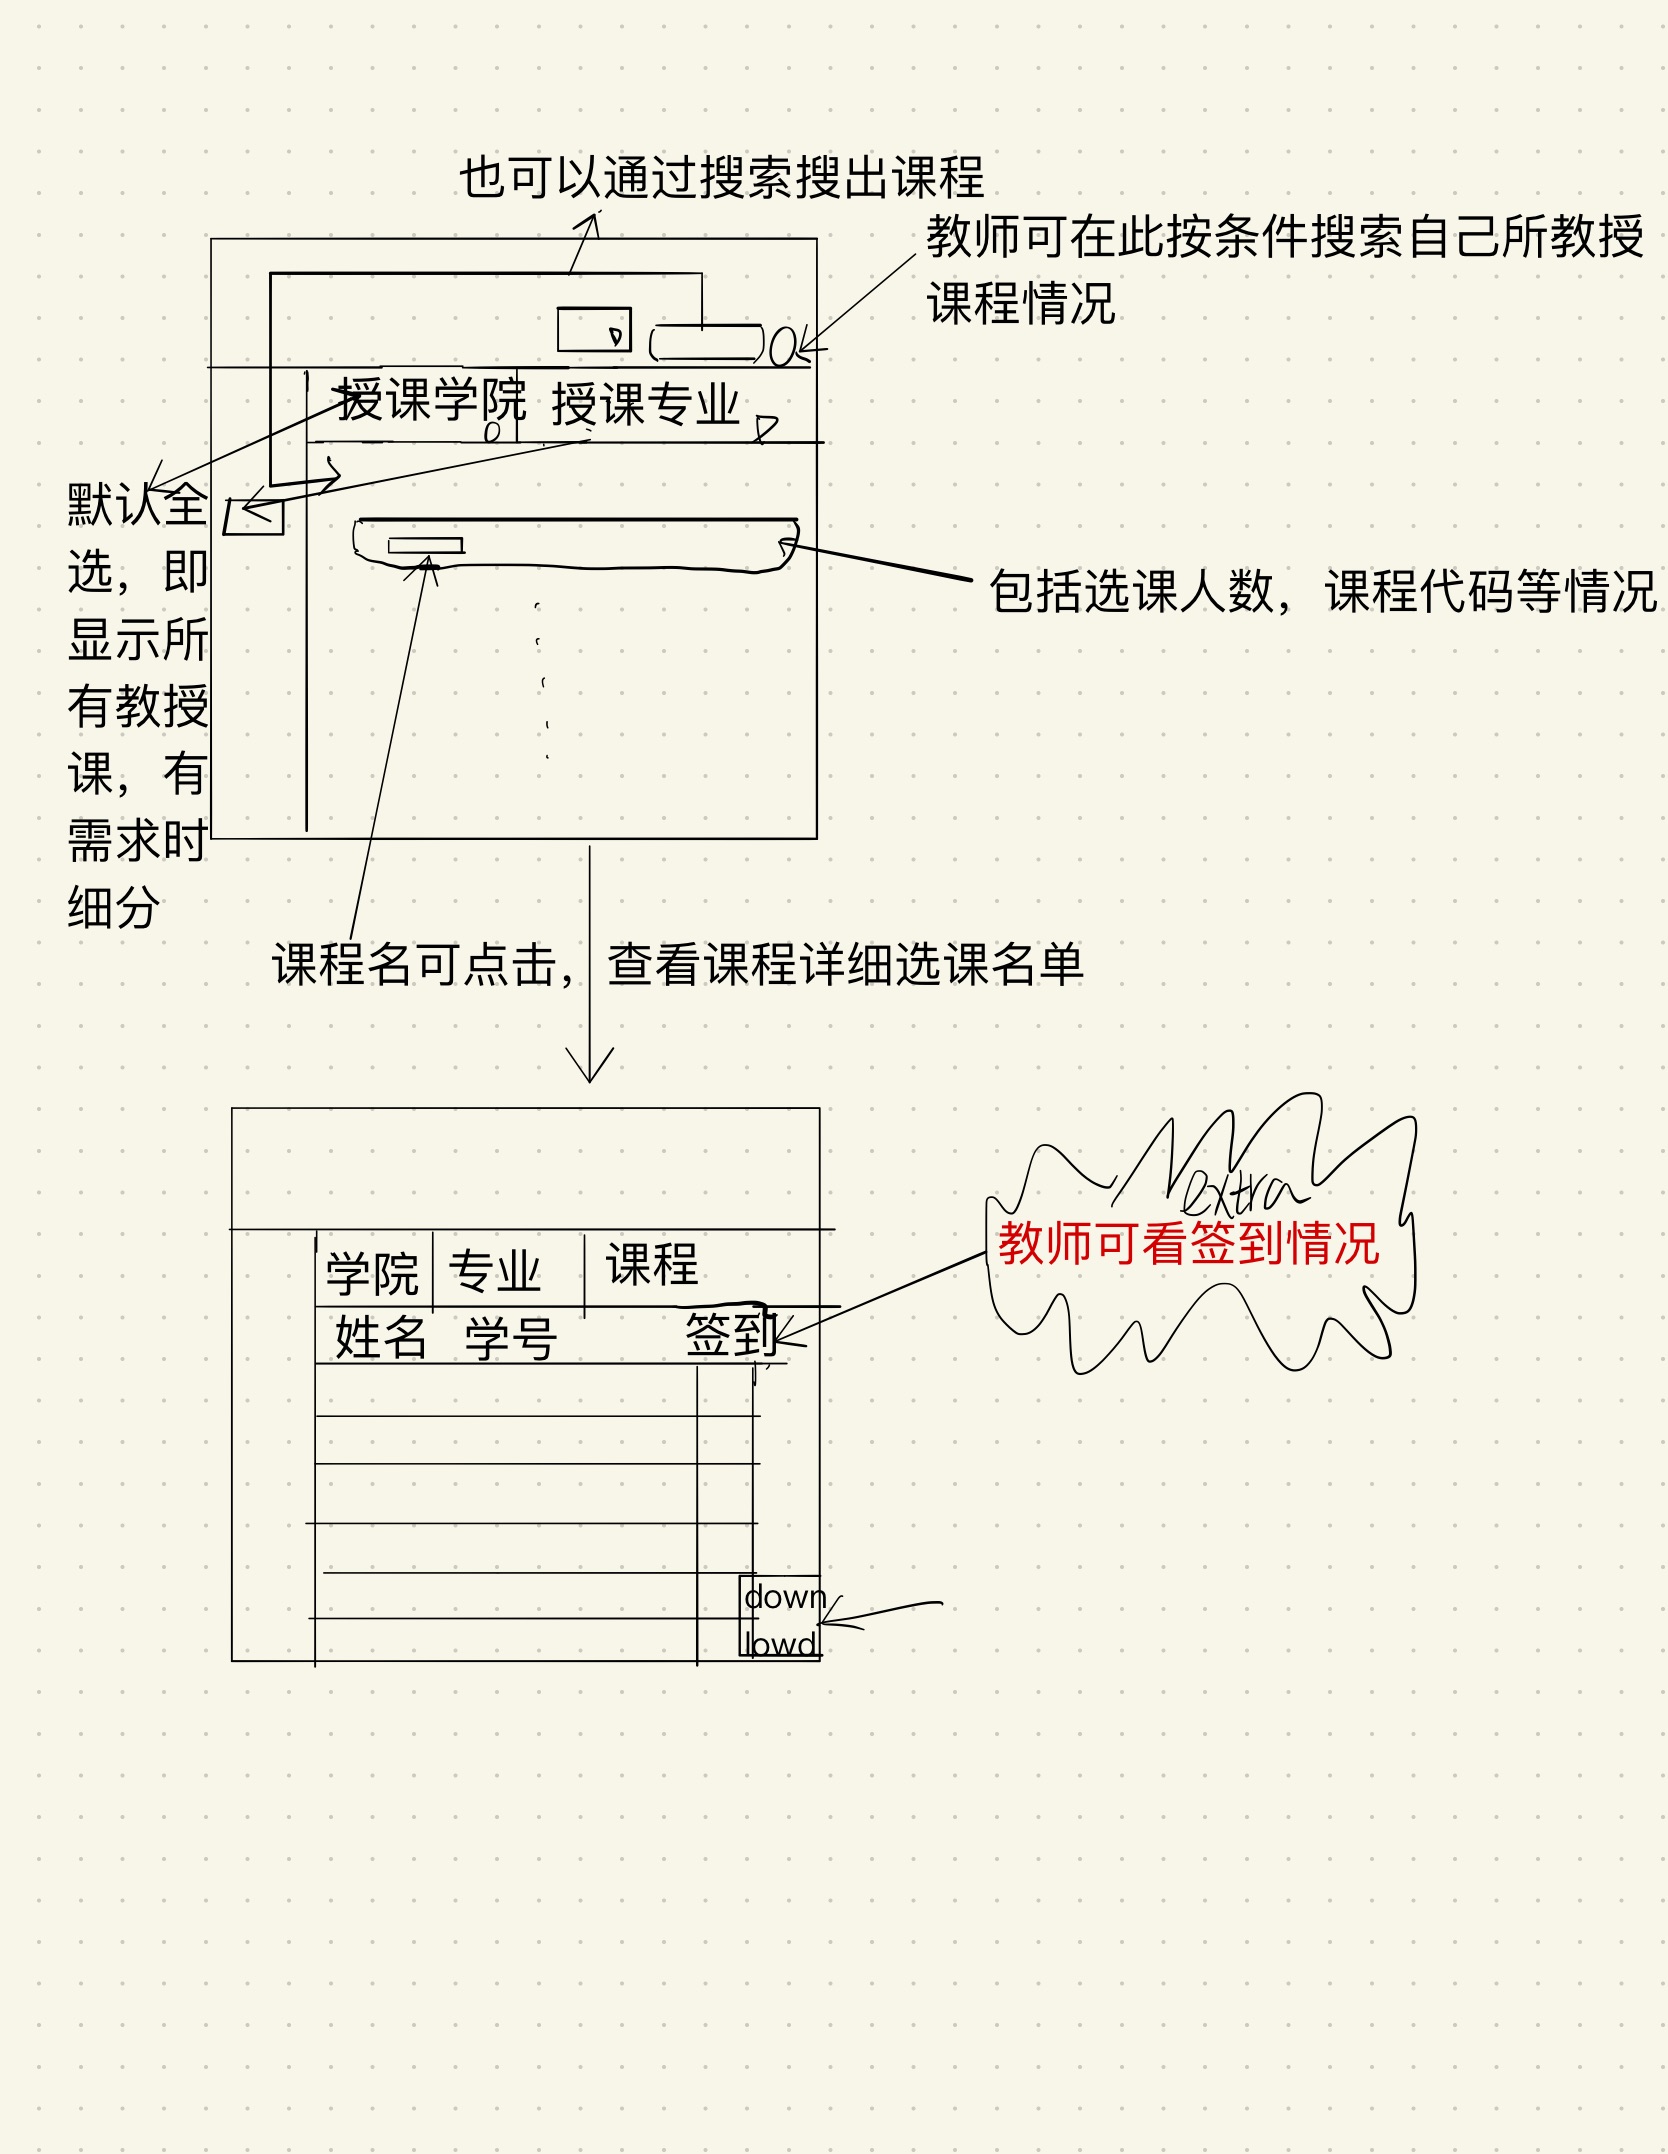 也可以通过搜索搜出课程
教师可在此按条件搜索自己所教授
课程情况
授课学院
授课专业
默认全
选，即
显示所
有教授
课，有
需求时
细分
包括选课人数，课程代码等情况
课程名可点击，查看课程详细选课名单
extra
教师可看签到情况
学院 专业 课程
姓名 学号 签到
down
lowd